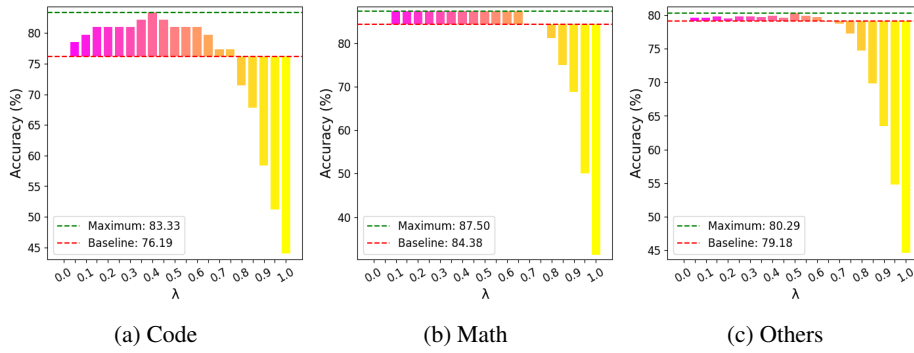 Accuracy (%)
80
75
70
65
60
55
50
45
Maximum: 83.33
Baseline: 76.19
0.0 0.1 0.2 0.3 0.4 0.5 0.6 0.7 0.8 0.9 1.0
λ
(a) Code
Accuracy (%)
80
70
60
50
40
Maximum: 87.50
Baseline: 84.38
0.0 0.1 0.2 0.3 0.4 0.5 0.6 0.7 0.8 0.9 1.0
λ
(b) Math
Accuracy (%)
80
75
70
65
60
55
50
45
Maximum: 80.29
Baseline: 79.18
0.0 0.1 0.2 0.3 0.4 0.5 0.6 0.7 0.8 0.9 1.0
λ
(c) Others